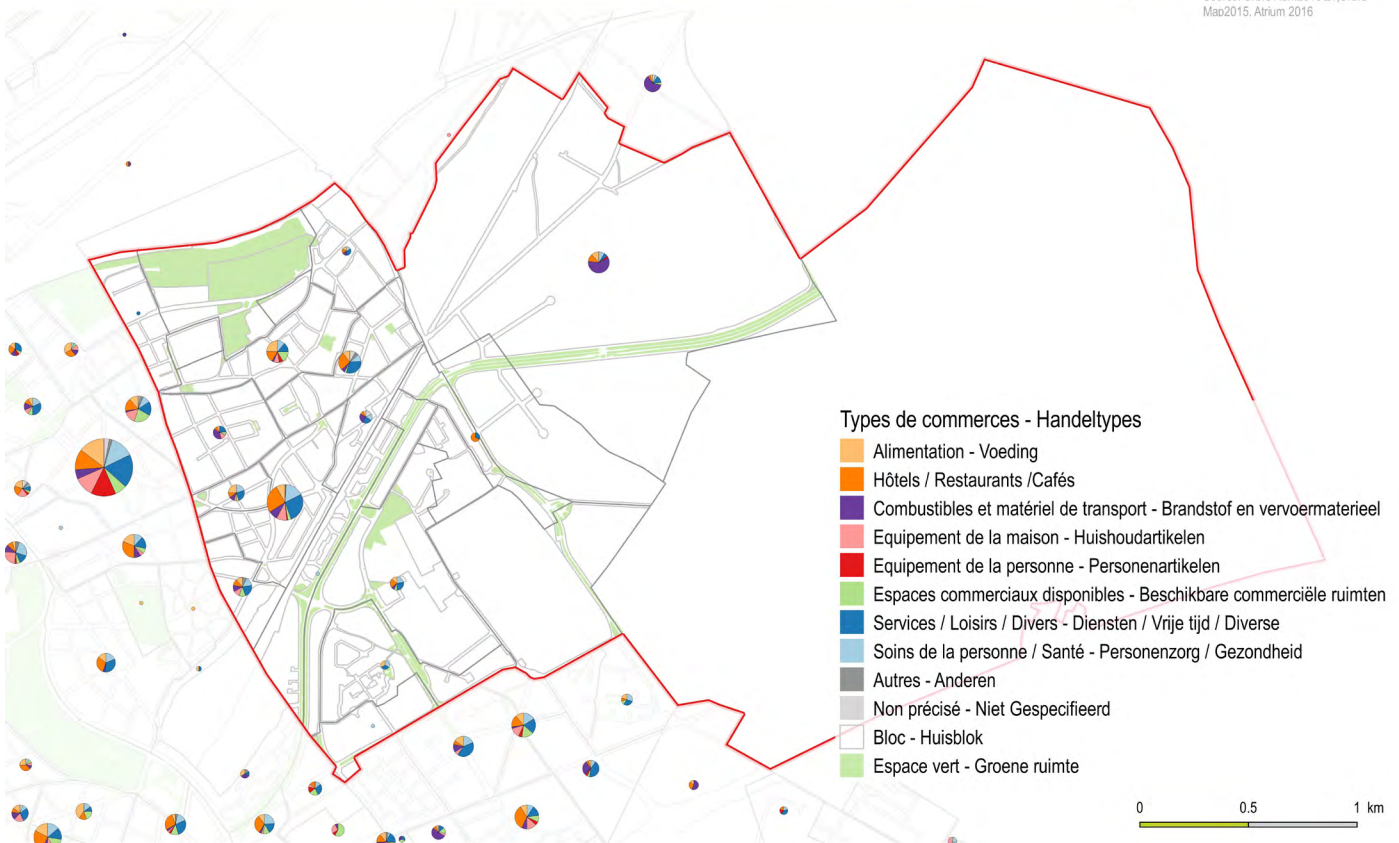 Map2015. Atrium 2016
Types de commerces - Handeltypes
Alimentation - Voeding
Hôtels / Restaurants /Cafés
Combustibles et matériel de transport - Brandstof en vervoermaterieel
Equipement de la maison - Huishoudartikelen
Equipement de la personne - Personenartikelen
Espaces commerciaux disponibles - Beschikbare commerciële ruimten
Services / Loisirs / Divers - Diensten / Vrije tijd / Diverse
Soins de la personne / Santé - Personenzorg / Gezondheid
Autres - Anderen
Non précisé - Niet Gespecifieerd
Bloc - Huisblok
Espace vert - Groene ruimte
0 0.5 1 km